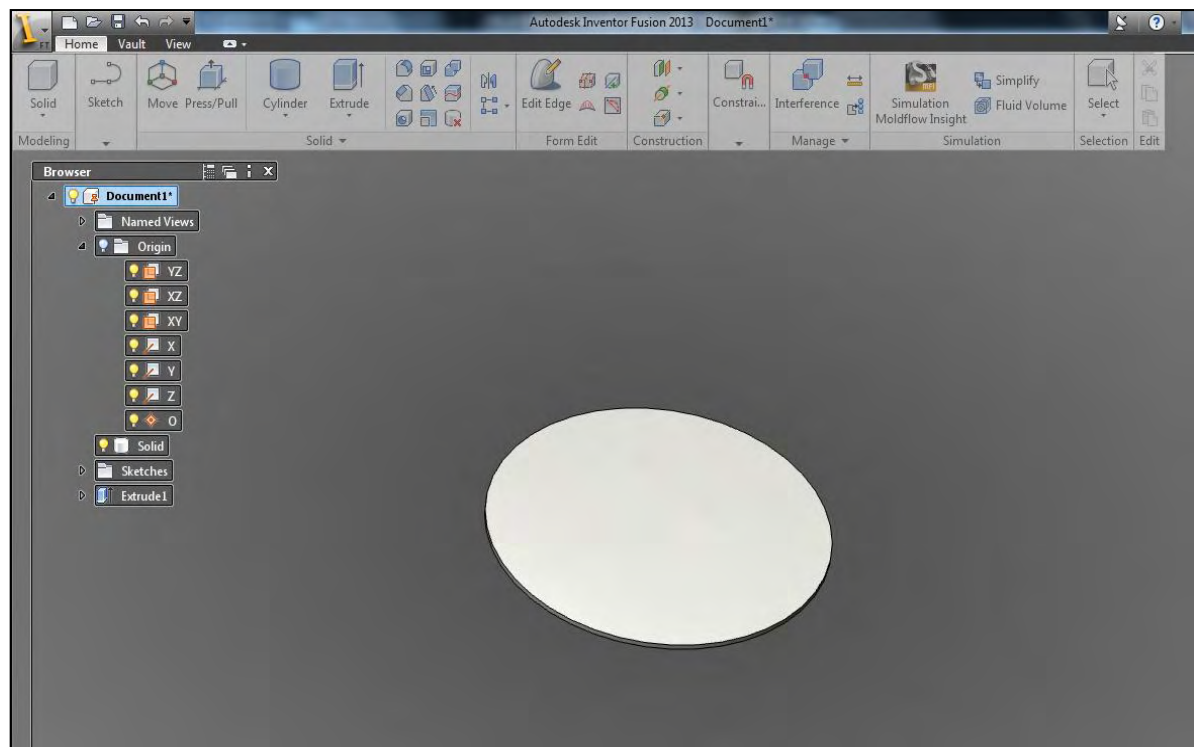 Autodesk Inventor Fusion 2013 Document1*
FT Home Vault View
Solid Sketch Move Press/Pull Cylinder Extrude Edit Edge Constrai... Interference Simulation Moldflow Insight Simplify Fluid Volume Select
Modeling Solid Form Edit Construction Manage Simulation Selection Edit
Browser
Document1*
Named Views
Origin
YZ
XZ
XY
X
Y
Z
O
Solid
Sketches
Extrude1